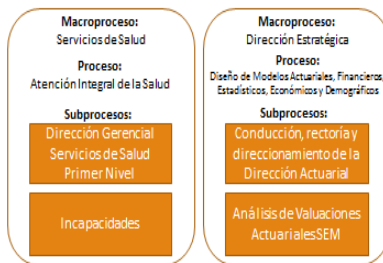 Macroproceso:
Servicios de Salud
Proceso:
Atención Integral de la Salud
Subprocesos:
Dirección Gerencial
Servicios de Salud
Primer Nivel
Incapacidades
Macroproceso:
Dirección Estratégica
Proceso:
Diseño de Modelos Actuariales, Financieros,
Estadísticos, Económicos y Demográficos
Subprocesos:
Conducción, rectoría y
direccionamiento de la
Dirección Actuarial
Análisis de Valuaciones
ActuarialesSEM